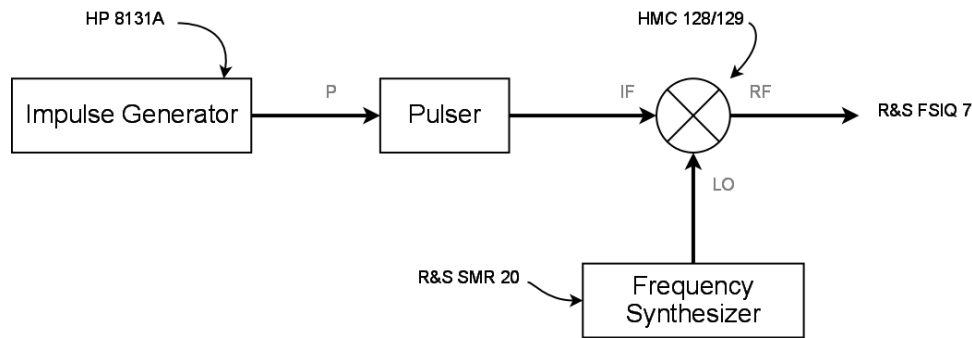 HP 8131A
HMC 128/129
Impulse Generator
P
Pulser
IF
RF
R&S FSIQ 7
LO
R&S SMR 20
Frequency
Synthesizer